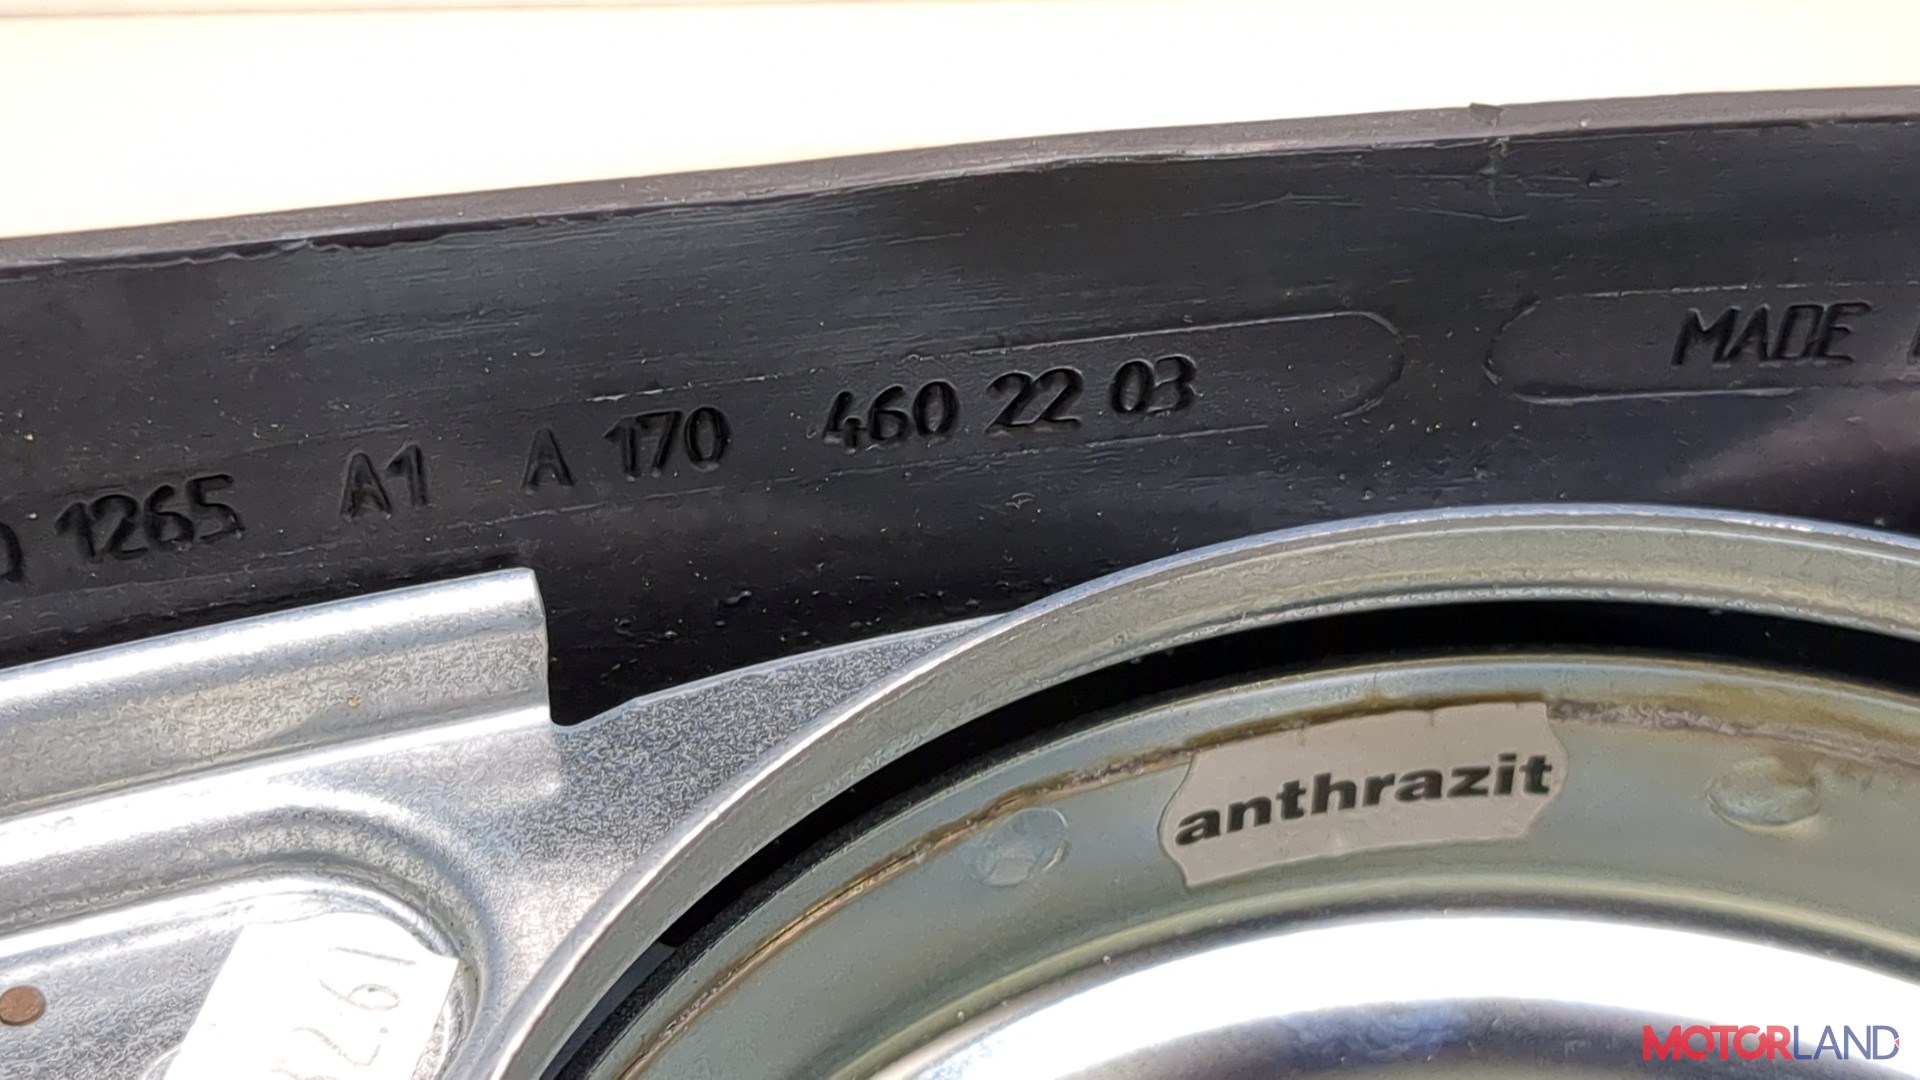 1265 A1 A 170 460 22 03
MADE
anthrazit
MOTORLAND